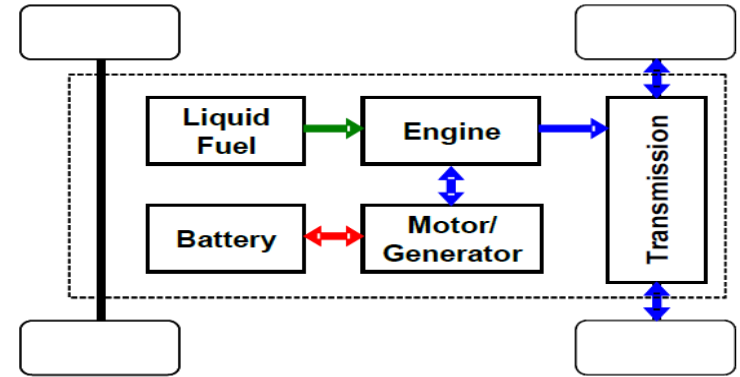 Liquid
Fuel
Engine
Transmission
Battery
Motor/
Generator